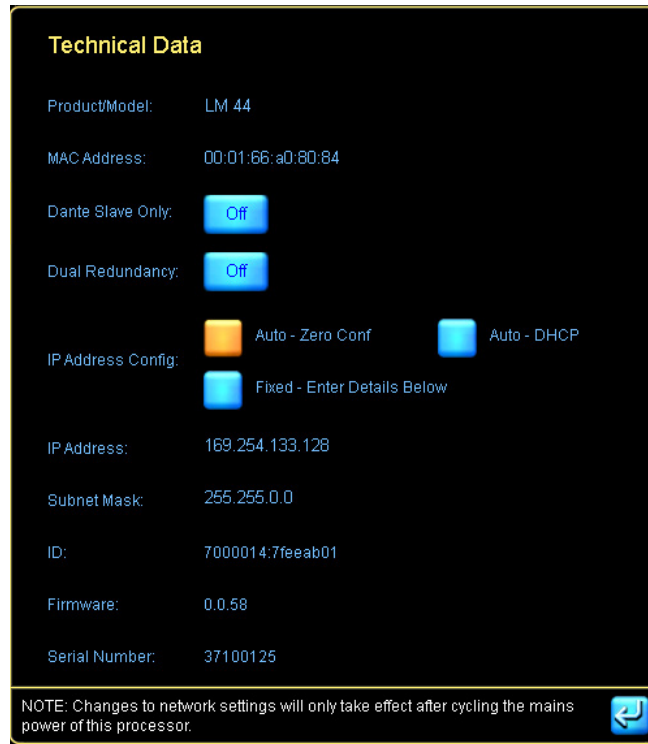 Technical Data
Product/Model: LM 44
MAC Address: 00:01:66:a0:80:84
Dante Slave Only: Off
Dual Redundancy: Off
Auto - Zero Conf Auto - DHCP
IP Address Config:
Fixed - Enter Details Below
IP Address: 169.254.133.128
Subnet Mask: 255.255.0.0
ID: 7000014:7feeab01
Firmware: 0.0.58
Serial Number: 37100125
NOTE: Changes to network settings will only take effect after cycling the mains
power of this processor.